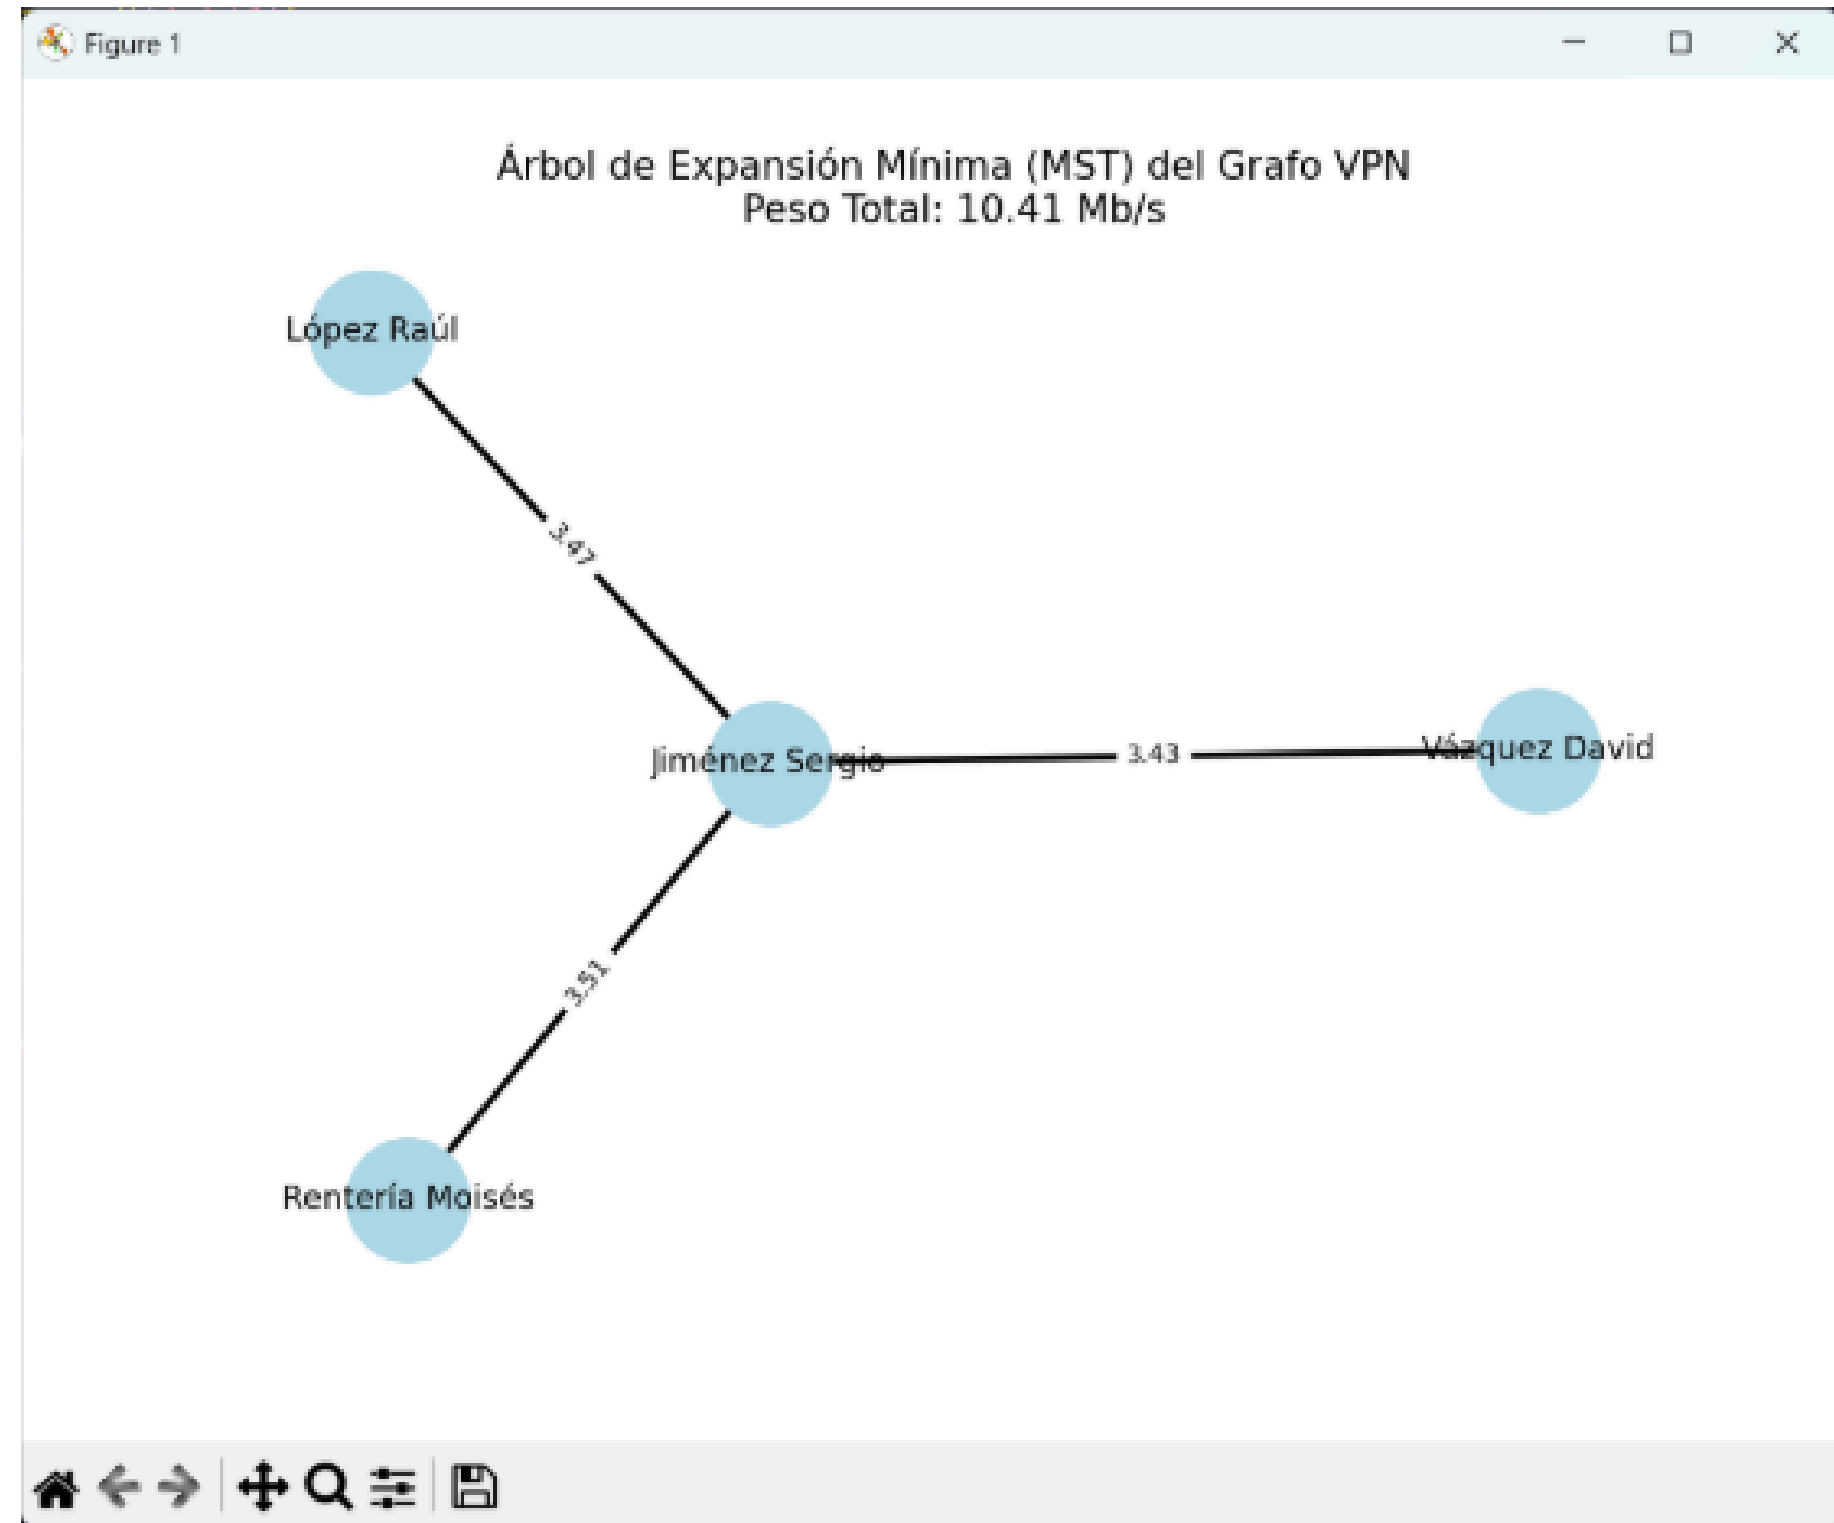 Figure 1
Árbol de Expansión Mínima (MST) del Grafo VPN
Peso Total: 10.41 Mb/s
López Raúl
3.47
Jiménez Sergio
3.43
Vázquez David
3.51
Rentería Moisés